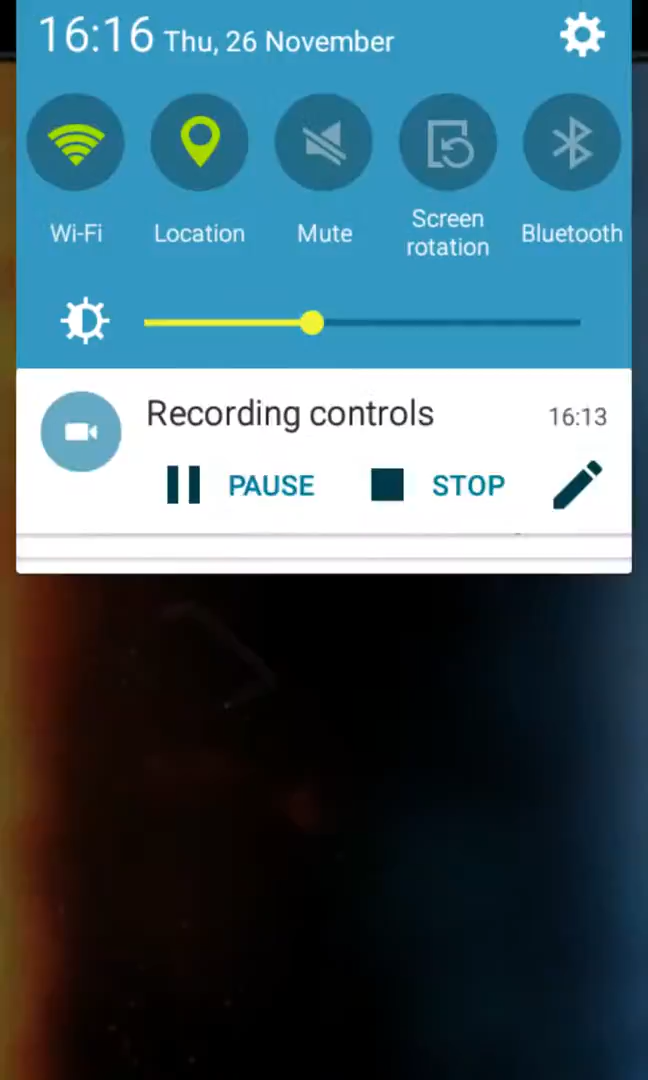 16:16 Thu, 26 November
Wi-Fi
Location
Mute
Screen
rotation
Bluetooth
Recording controls 16:13
PAUSE STOP